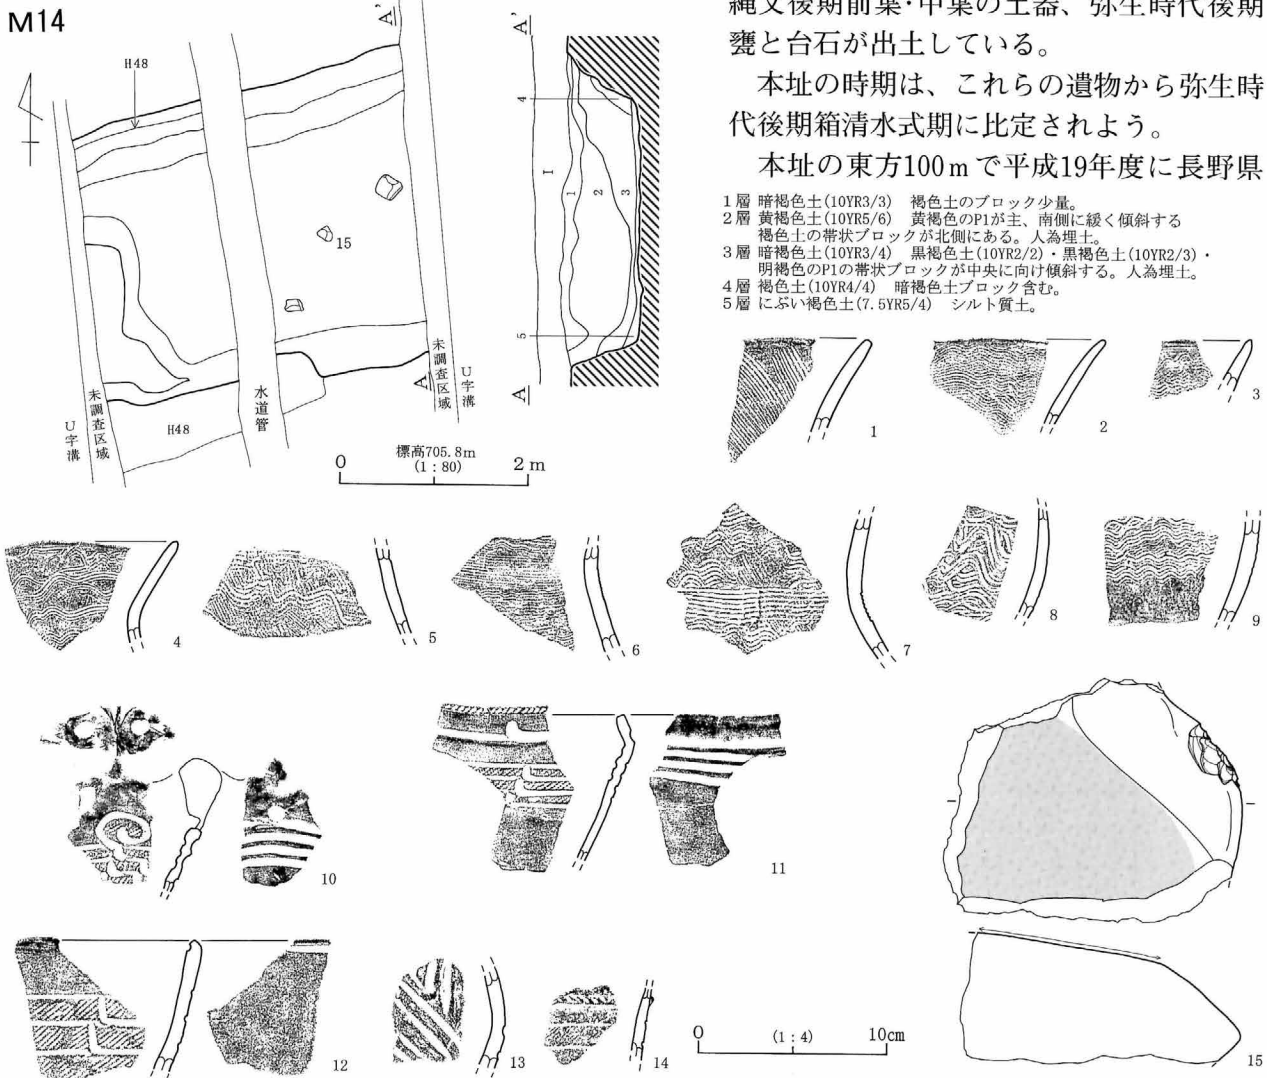 M14
縄文後期前葉・中葉の土器、弥生時代後期
甕と台石が出土している。
　本址の時期は、これらの遺物から弥生時
代後期箱清水式期に比定されよう。
　本址の東方100mで平成19年度に長野県
1層 暗褐色土(10YR3/3)　褐色土のブロック少量。
2層 黄褐色土(10YR5/6)　黄褐色のP1が主、南側に緩く傾斜する
褐色土の帯状ブロックが北側にある。人為埋土。
3層 暗褐色土(10YR3/4)　黒褐色土(10YR2/2)・黒褐色土(10YR2/3)・
明褐色のP1の帯状ブロックが中央に向け傾斜する。人為埋土。
4層 褐色土(10YR4/4)　暗褐色土ブロック含む。
5層 にぶい褐色土(7.5YR5/4)　シルト質土。
H48
A'
A'
4
I
1
2
3
15
5
A
A
未調査区域
U字溝
水道管
未調査区域
U字溝
H48
標高705.8m
(1:80)
0
2m
1
2
3
4
5
6
7
8
9
10
11
12
13
14
0
(1:4)
10cm
15